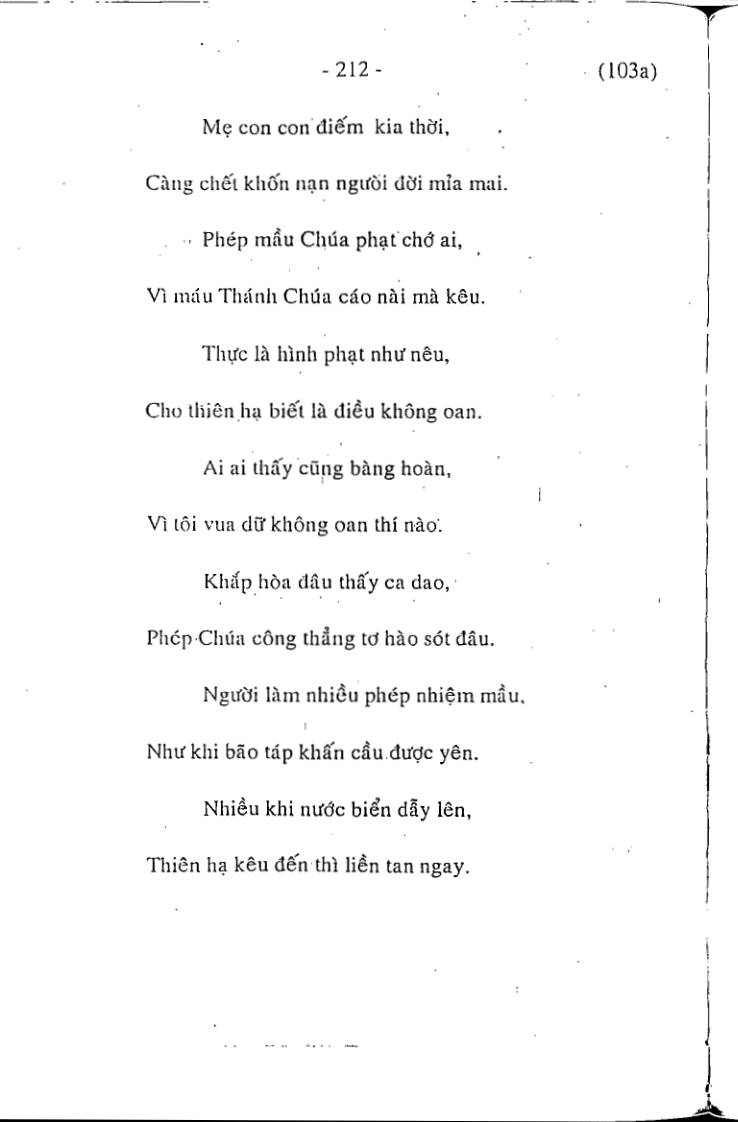 - 212 - (103a)
Mẹ con con điếm kia thời,
Càng chết khốn nạn người đời mỉa mai.
Phép mầu Chúa phạt chớ ai,
Vì máu Thánh Chúa cáo nài mà kêu.
Thực là hình phạt như nêu,
Cho thiên hạ biết là điều không oan.
Ai ai thấy cũng bàng hoàn,
Vì tôi vua dữ không oan thí nào.
Khắp hòa đâu thấy ca dao,
Phép Chúa công thẳng tơ hào sót đâu.
Người làm nhiều phép nhiệm mầu,
Như khi bão táp khấn cầu được yên.
Nhiều khi nước biển dẫy lên,
Thiên hạ kêu đến thì liền tan ngay.